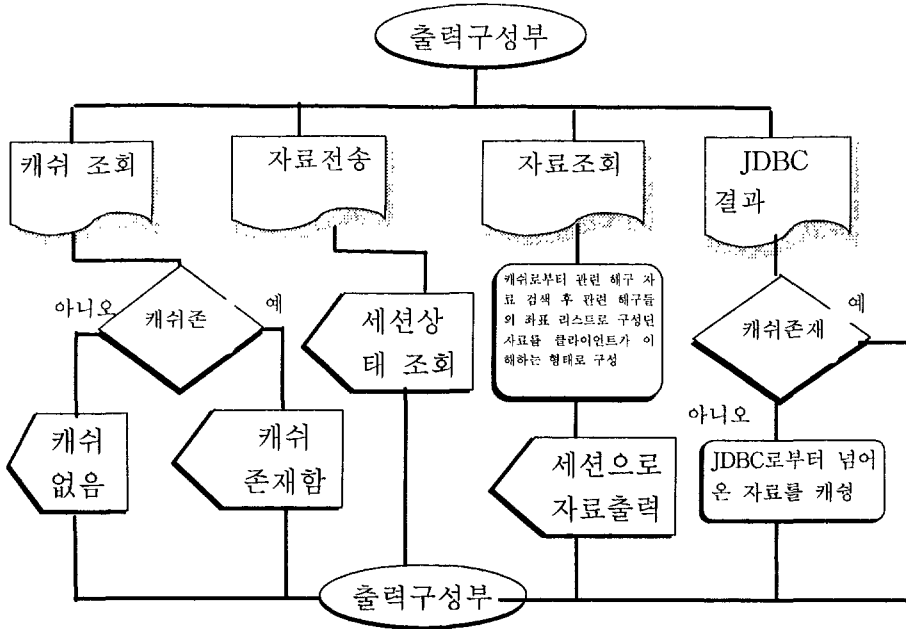 출력구성부
캐쉬 조회
자료전송
자료조회
JDBC
결과
아니오
예
캐쉬존
세션상
태 조회
캐쉬로부터 관련 해구 자
료 검색 후 관련 해구들
의 좌표 리스트로 구성된
자료를 클라이언트가 이
해하는 형태로 구성
예
캐쉬존재
아니오
캐쉬
없음
캐쉬
존재함
세션으로
자료출력
JDBC로부터 넘어
온 자료를 캐슁
출력구성부